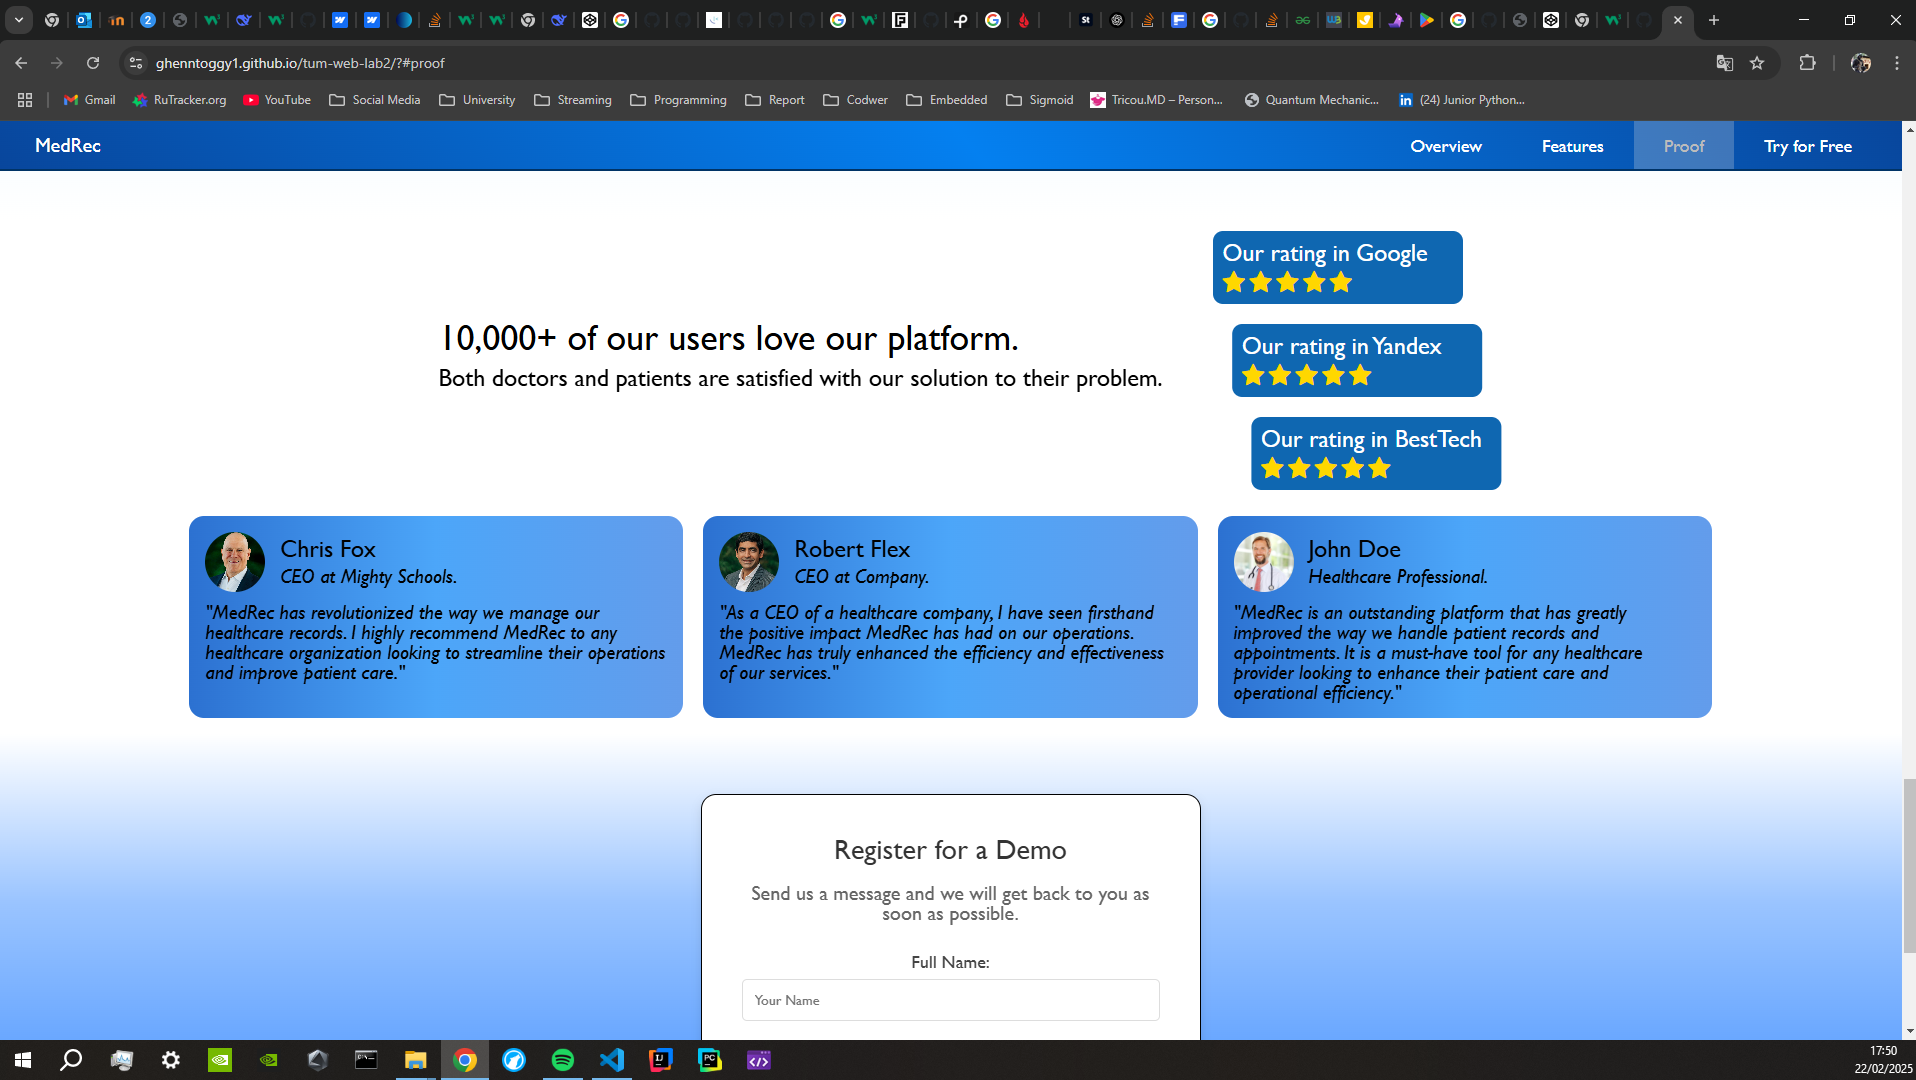 2
ghenntoggy1.github.io/tum-web-lab2/?#proof
Gmail
RuTracker.org
YouTube
Social Media
University
Streaming
Programming
Report
Codwer
Embedded
Sigmoid
Tricou.MD – Person...
Quantum Mechanic...
(24) Junior Python...
MedRec
Overview
Features
Proof
Try for Free
Our rating in Google
10,000+ of our users love our platform.
Both doctors and patients are satisfied with our solution to their problem.
Our rating in Yandex
Our rating in BestTech
Chris Fox
CEO at Mighty Schools.
"MedRec has revolutionized the way we manage our
healthcare records. I highly recommend MedRec to any
healthcare organization looking to streamline their operations
and improve patient care."
Robert Flex
CEO at Company.
"As a CEO of a healthcare company, I have seen firsthand
the positive impact MedRec has had on our operations.
MedRec has truly enhanced the efficiency and effectiveness
of our services."
John Doe
Healthcare Professional.
"MedRec is an outstanding platform that has greatly
improved the way we handle patient records and
appointments. It is a must-have tool for any healthcare
provider looking to enhance their patient care and
operational efficiency."
Register for a Demo
Send us a message and we will get back to you as
soon as possible.
Full Name:
Your Name
17:50
22/02/2025